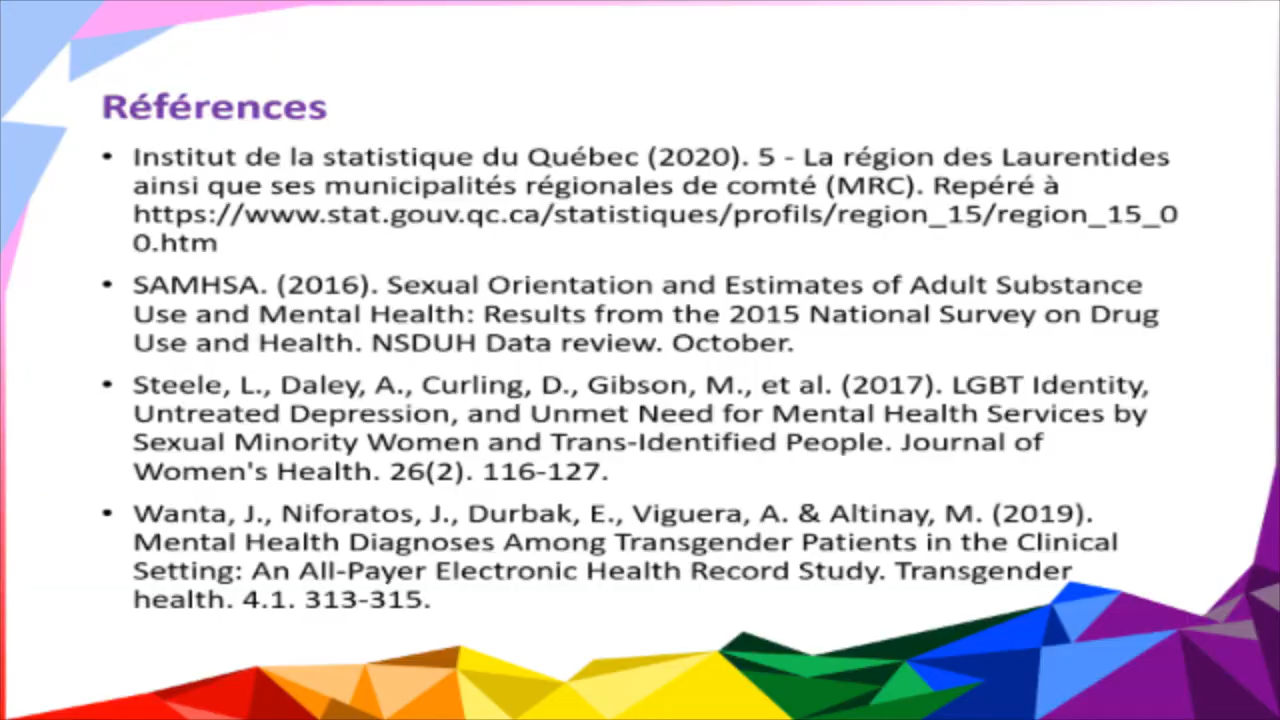 Références
• Institut de la statistique du Québec (2020). 5 - La région des Laurentides
ainsi que ses municipalités régionales de comté (MRC). Repéré à
https://www.stat.gouv.qc.ca/statistiques/profils/region_15/region_15_0
0.htm
• SAMHSA. (2016). Sexual Orientation and Estimates of Adult Substance
Use and Mental Health: Results from the 2015 National Survey on Drug
Use and Health. NSDUH Data review. October.
• Steele, L., Daley, A., Curling, D., Gibson, M., et al. (2017). LGBT Identity,
Untreated Depression, and Unmet Need for Mental Health Services by
Sexual Minority Women and Trans-Identified People. Journal of
Women's Health. 26(2). 116-127.
• Wanta, J., Niforatos, J., Durbak, E., Viguera, A. & Altinay, M. (2019).
Mental Health Diagnoses Among Transgender Patients in the Clinical
Setting: An All-Payer Electronic Health Record Study. Transgender
health. 4.1. 313-315.